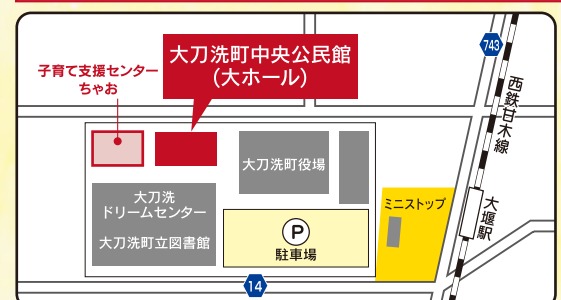 大刀洗町中央公民館
(大ホール)
子育て支援センター
ちゃお
743
西鉄甘木線
大刀洗町役場
大刀洗
ドリームセンター
大刀洗町立図書館
ミニストップ
大堰駅
P
駐車場
14